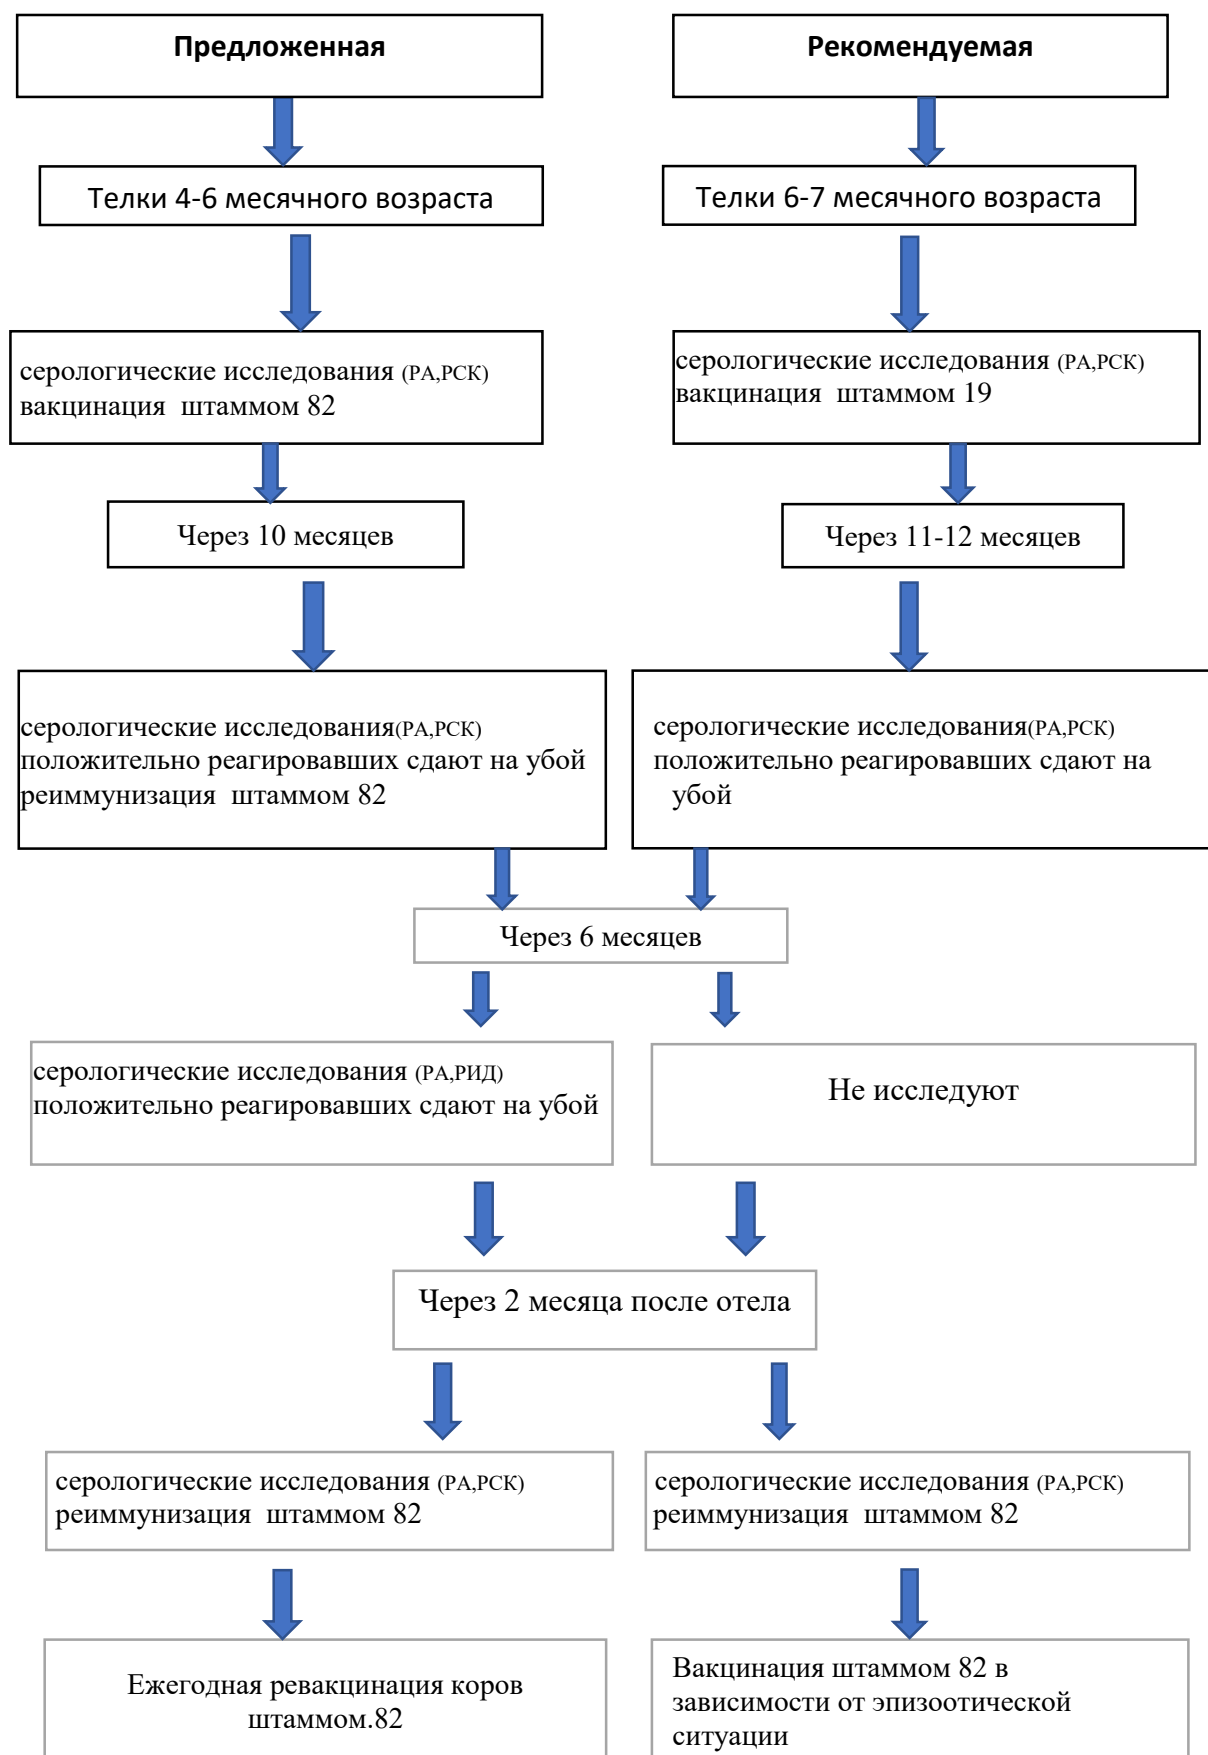 Предложенная
Рекомендуемая
Телки 4-6 месячного возраста
Телки 6-7 месячного возраста
серологические исследования (РА,РСК)
вакцинация штаммом 82
серологические исследования (РА,РСК)
вакцинация штаммом 19
Через 10 месяцев
Через 11-12 месяцев
серологические исследования(РА,РСК)
положительно реагировавших сдают на убой
реиммунизация штаммом 82
серологические исследования(РА,РСК)
положительно реагировавших сдают на
убой
Через 6 месяцев
серологические исследования (РА,РИД)
положительно реагировавших сдают на убой
Не исследуют
Через 2 месяца после отела
серологические исследования (РА,РСК)
реиммунизация штаммом 82
серологические исследования (РА,РСК)
реиммунизация штаммом 82
Ежегодная ревакцинация коров
штаммом.82
Вакцинация штаммом 82 в
зависимости от эпизоотической
ситуации